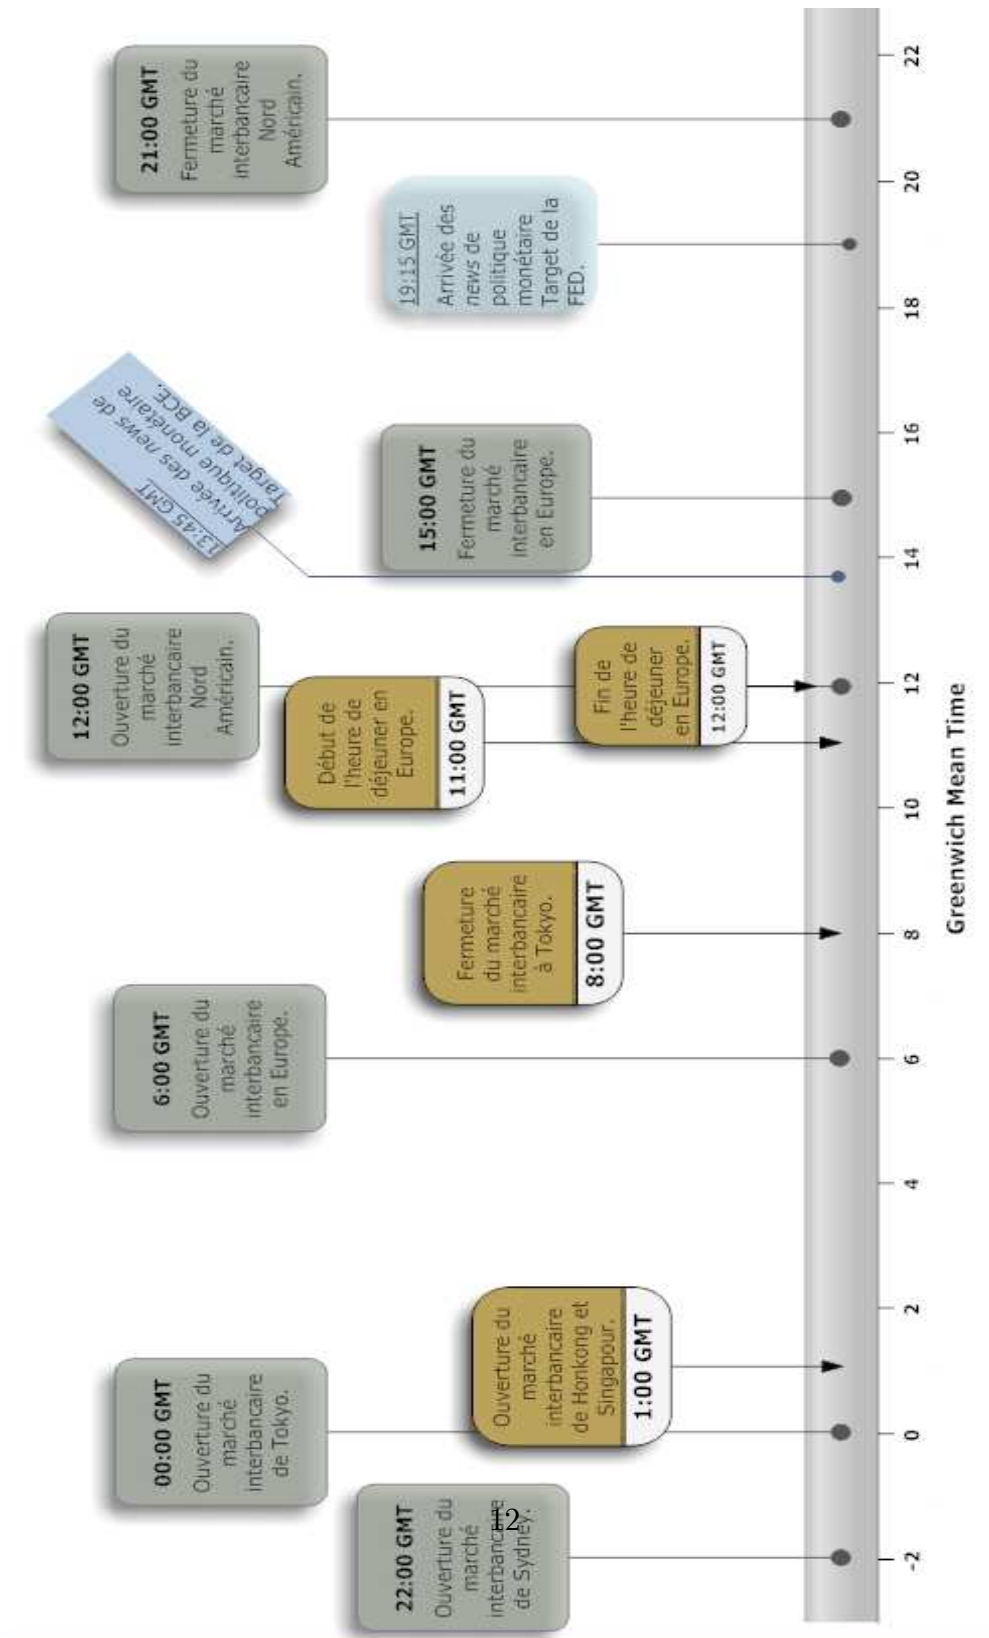 22:00 GMT
Ouverture du
marché
interbancaire
de Sydney.
00:00 GMT
Ouverture du
marché
interbancaire
de Tokyo.
Ouverture du
marché
interbancaire
de Honkong et
Singapour.
1:00 GMT
6:00 GMT
Ouverture du
marché
interbancaire
en Europe.
Fermeture
du marché
interbancaire
à Tokyo.
8:00 GMT
Début de
l'heure de
déjeuner en
Europe.
11:00 GMT
12:00 GMT
Ouverture du
marché
interbancaire
Nord
Américain.
Fin de
l'heure de
déjeuner
en Europe.
12:00 GMT
13:45 GMT
Arrivée des news de
politique monétaire
Target de la BCE.
15:00 GMT
Fermeture du
marché
interbancaire
en Europe.
19:15 GMT
Arrivée des
news de
politique
monétaire
Target de la
FED.
21:00 GMT
Fermeture du
marché
interbancaire
Nord
Américain.
-2 0 2 4 6 8 10 12 14 16 18 20 22
Greenwich Mean Time
12